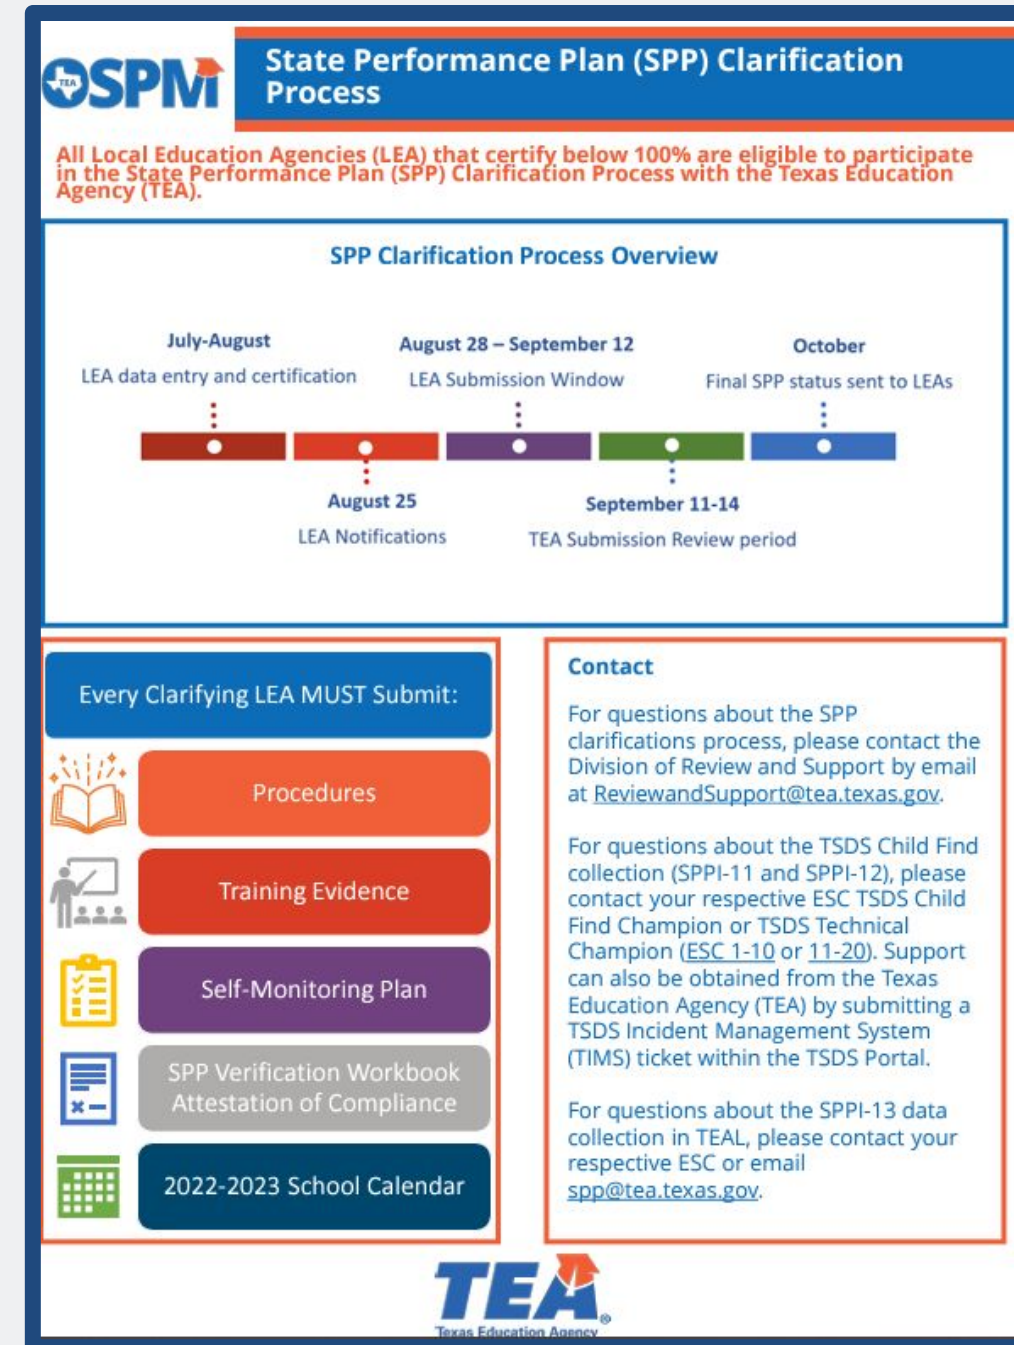 TEA
OSPM
State Performance Plan (SPP) Clarification
Process
All Local Education Agencies (LEA) that certify below 100% are eligible to participate
in the State Performance Plan (SPP) Clarification Process with the Texas Education
Agency (TEA).
SPP Clarification Process Overview
July-August
LEA data entry and certification
August 28 – September 12
LEA Submission Window
October
Final SPP status sent to LEAs
August 25
LEA Notifications
September 11-14
TEA Submission Review period
Every Clarifying LEA MUST Submit:
Procedures
Training Evidence
Self-Monitoring Plan
SPP Verification Workbook
Attestation of Compliance
2022-2023 School Calendar
Contact
For questions about the SPP
clarifications process, please contact the
Division of Review and Support by email
at ReviewandSupport@tea.texas.gov.
For questions about the TSDS Child Find
collection (SPPI-11 and SPPI-12), please
contact your respective ESC TSDS Child
Find Champion or TSDS Technical
Champion (ESC 1-10 or 11-20). Support
can also be obtained from the Texas
Education Agency (TEA) by submitting a
TSDS Incident Management System
(TIMS) ticket within the TSDS Portal.
For questions about the SPPI-13 data
collection in TEAL, please contact your
respective ESC or email
spp@tea.texas.gov.
TEA®
Texas Education Agency